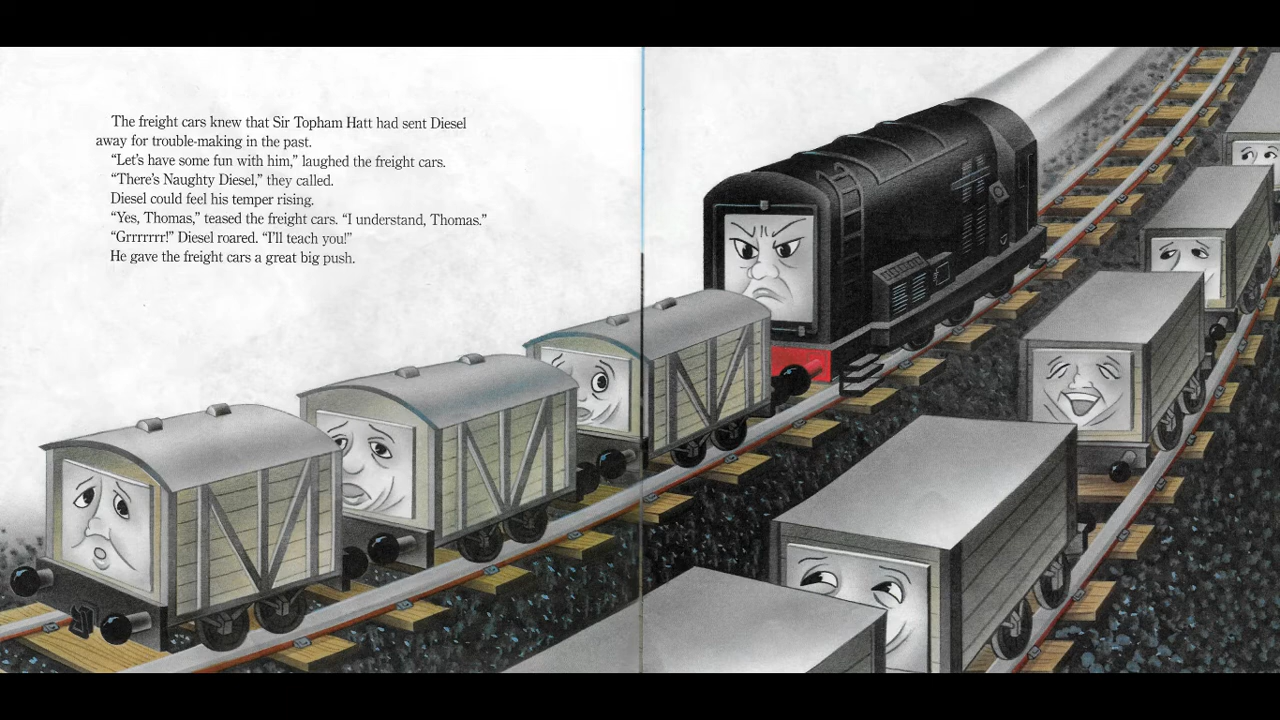 The freight cars knew that Sir Topham Hatt had sent Diesel
away for trouble-making in the past.
“Let’s have some fun with him,” laughed the freight cars.
“There’s Naughty Diesel,” they called.
Diesel could feel his temper rising.
“Yes, Thomas,” teased the freight cars. “I understand, Thomas.”
“Grrrrrrr!” Diesel roared. “I’ll teach you!”
He gave the freight cars a great big push.